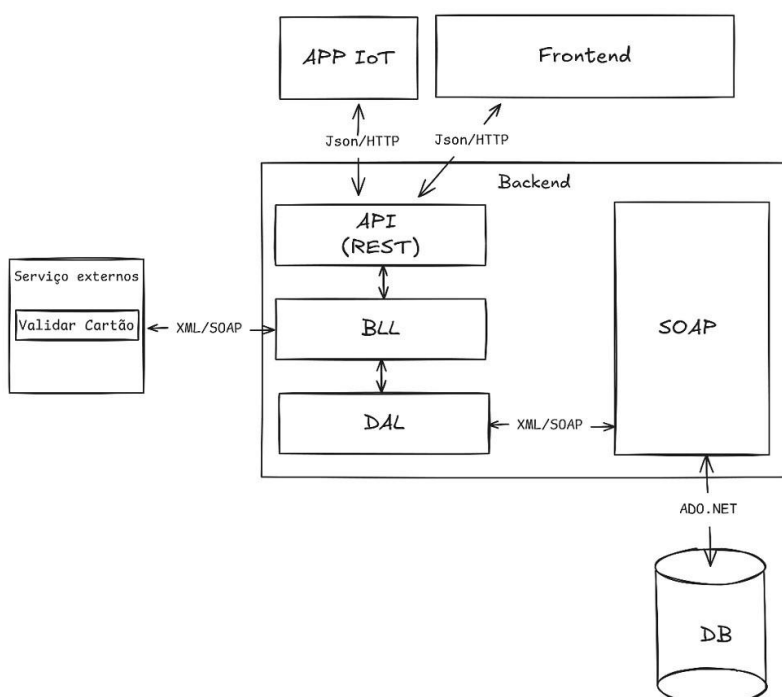 APP IoT
Frontend
Json/HTTP
Json/HTTP
Backend
API
(REST)
Serviço externos
Validar Cartão
XML/SOAP
BLL
SOAP
DAL
XML/SOAP
ADO.NET
DB